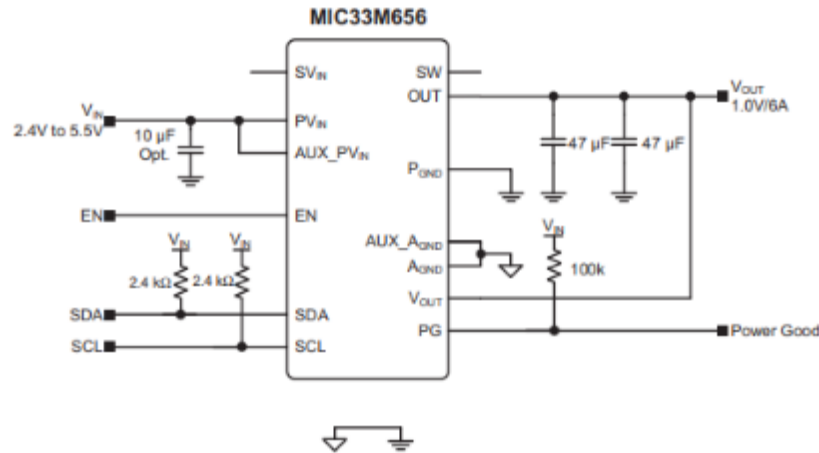 MIC33M656
SVIN
SW
OUT
VIN
2.4V to 5.5V
PVIN
10 µF
Opt.
AUX_PVIN
VOUT
1.0V/6A
47 µF
47 µF
PGND
EN
EN
VIN
VIN
2.4 kΩ
2.4 kΩ
AUX_AGND
AGND
VIN
100k
VOUT
SDA
SDA
PG
Power Good
SCL
SCL